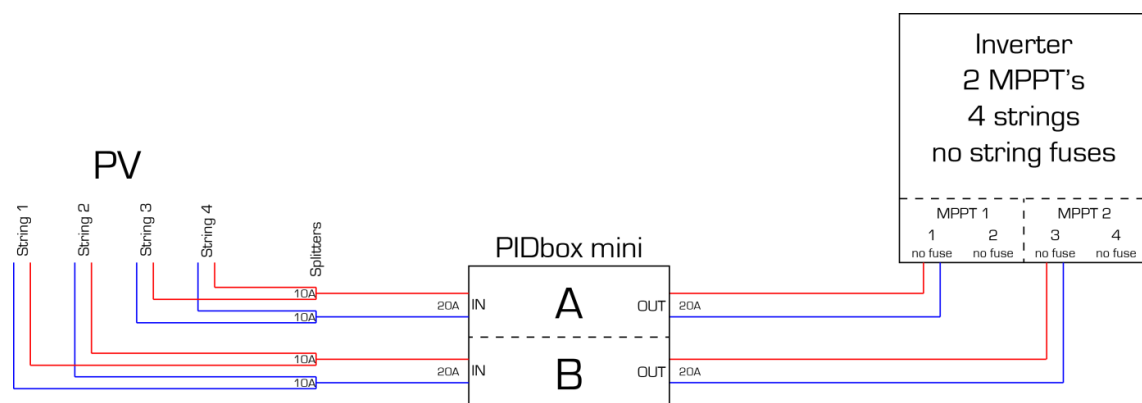 Inverter
2 MPPT's
4 strings
no string fuses
MPPT 1
MPPT 2
1
2
3
4
no fuse
no fuse
no fuse
no fuse
PV
String 1
String 2
String 3
String 4
Splitters
10A
10A
10A
10A
PIDbox mini
20A
IN
A
OUT
20A
20A
IN
B
OUT
20A